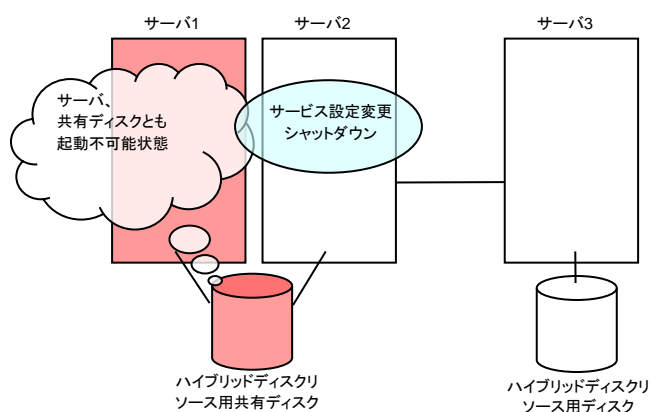 サーバ1
サーバ2
サーバ3
サーバ、
共有ディスクとも
起動不可能状態
サービス設定変更
シャットダウン
ハイブリッドディスクリ
ソース用共有ディスク
ハイブリッドディスクリ
ソース用ディスク